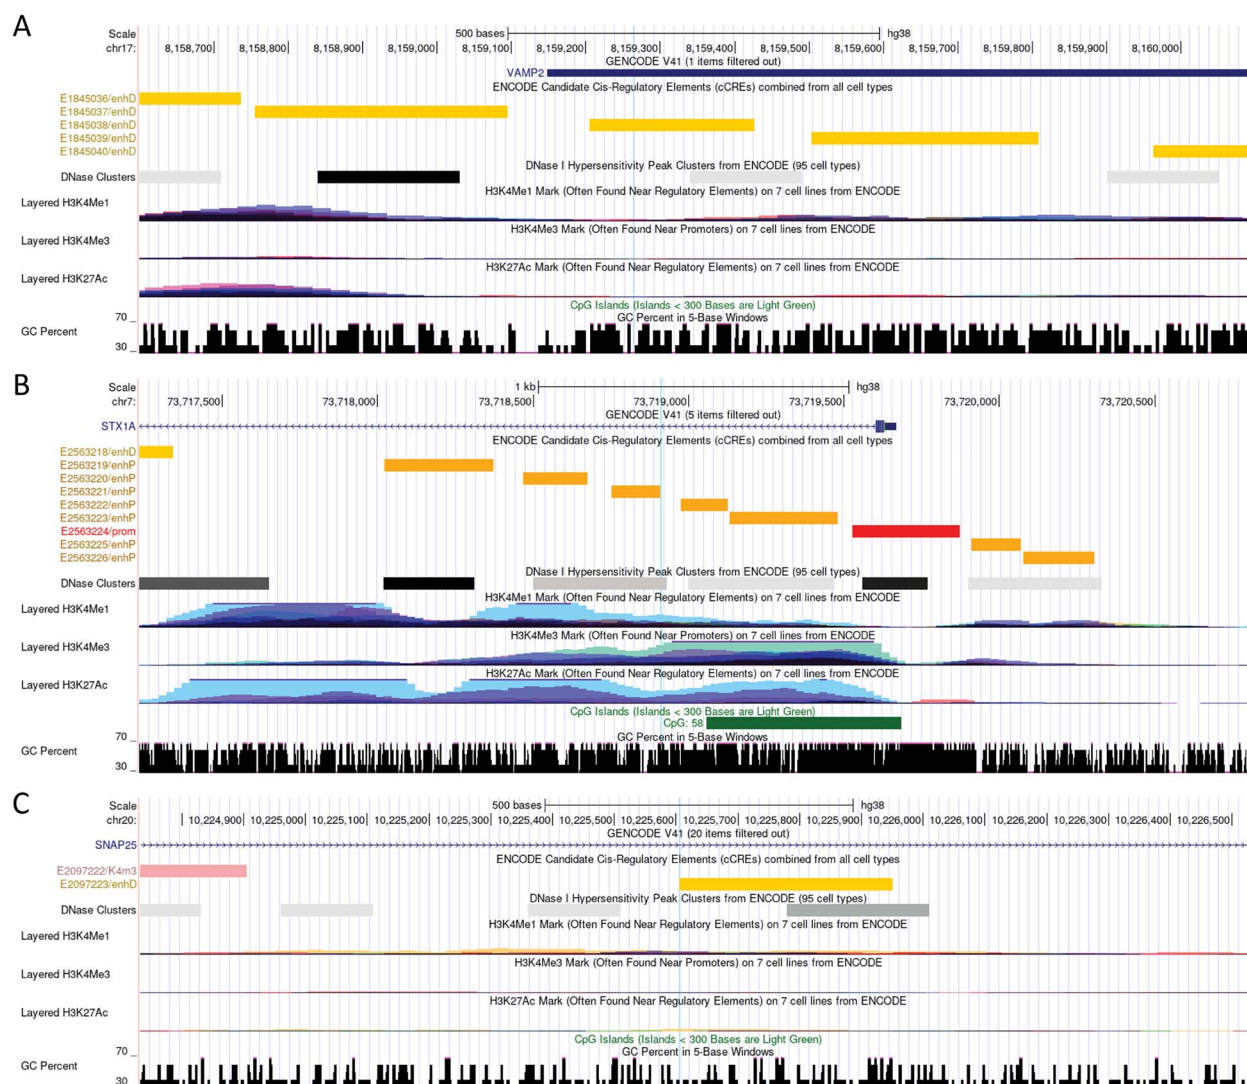 A
Scale 500 bases hg38
chr17: 8,158,700 8,158,800 8,158,900 8,159,000 8,159,100 8,159,200 8,159,300 8,159,400 8,159,500 8,159,600 8,159,700 8,159,800 8,159,900 8,160,000
GENCODE V41 (1 items filtered out)
VAMP2
ENCODE Candidate Cis-Regulatory Elements (cCREs) combined from all cell types
E1845036/enhD
E1845037/enhD
E1845038/enhD
E1845039/enhD
E1845040/enhD
DNase I Hypersensitivity Peak Clusters from ENCODE (95 cell types)
DNase Clusters
H3K4Me1 Mark (Often Found Near Regulatory Elements) on 7 cell lines from ENCODE
Layered H3K4Me1
H3K4Me3 Mark (Often Found Near Promoters) on 7 cell lines from ENCODE
Layered H3K4Me3
H3K27Ac Mark (Often Found Near Regulatory Elements) on 7 cell lines from ENCODE
Layered H3K27Ac
CpG Islands (Islands < 300 Bases are Light Green)
GC Percent in 5-Base Windows
70 _
GC Percent
30 _
B
Scale 1 kb hg38
chr7: 73,717,500 73,718,000 73,718,500 73,719,000 73,719,500 73,720,000 73,720,500
GENCODE V41 (5 items filtered out)
STX1A
ENCODE Candidate Cis-Regulatory Elements (cCREs) combined from all cell types
E2563218/enhD
E2563219/enhP
E2563220/enhP
E2563221/enhP
E2563222/enhP
E2563223/enhP
E2563224/prom
E2563225/enhP
E2563226/enhP
DNase I Hypersensitivity Peak Clusters from ENCODE (95 cell types)
DNase Clusters
H3K4Me1 Mark (Often Found Near Regulatory Elements) on 7 cell lines from ENCODE
Layered H3K4Me1
H3K4Me3 Mark (Often Found Near Promoters) on 7 cell lines from ENCODE
Layered H3K4Me3
H3K27Ac Mark (Often Found Near Regulatory Elements) on 7 cell lines from ENCODE
Layered H3K27Ac
CpG Islands (Islands < 300 Bases are Light Green)
CpG: 58
GC Percent in 5-Base Windows
70 _
GC Percent
30 _
C
Scale 500 bases hg38
chr20: 10,224,900 10,225,000 10,225,100 10,225,200 10,225,300 10,225,400 10,225,500 10,225,600 10,225,700 10,225,800 10,225,900 10,226,000 10,226,100 10,226,200 10,226,300 10,226,400 10,226,500
GENCODE V41 (20 items filtered out)
SNAP25
ENCODE Candidate Cis-Regulatory Elements (cCREs) combined from all cell types
E2097222/K4m3
E2097223/enhD
DNase I Hypersensitivity Peak Clusters from ENCODE (95 cell types)
DNase Clusters
H3K4Me1 Mark (Often Found Near Regulatory Elements) on 7 cell lines from ENCODE
Layered H3K4Me1
H3K4Me3 Mark (Often Found Near Promoters) on 7 cell lines from ENCODE
Layered H3K4Me3
H3K27Ac Mark (Often Found Near Regulatory Elements) on 7 cell lines from ENCODE
Layered H3K27Ac
CpG Islands (Islands < 300 Bases are Light Green)
GC Percent in 5-Base Windows
70 _
GC Percent
30